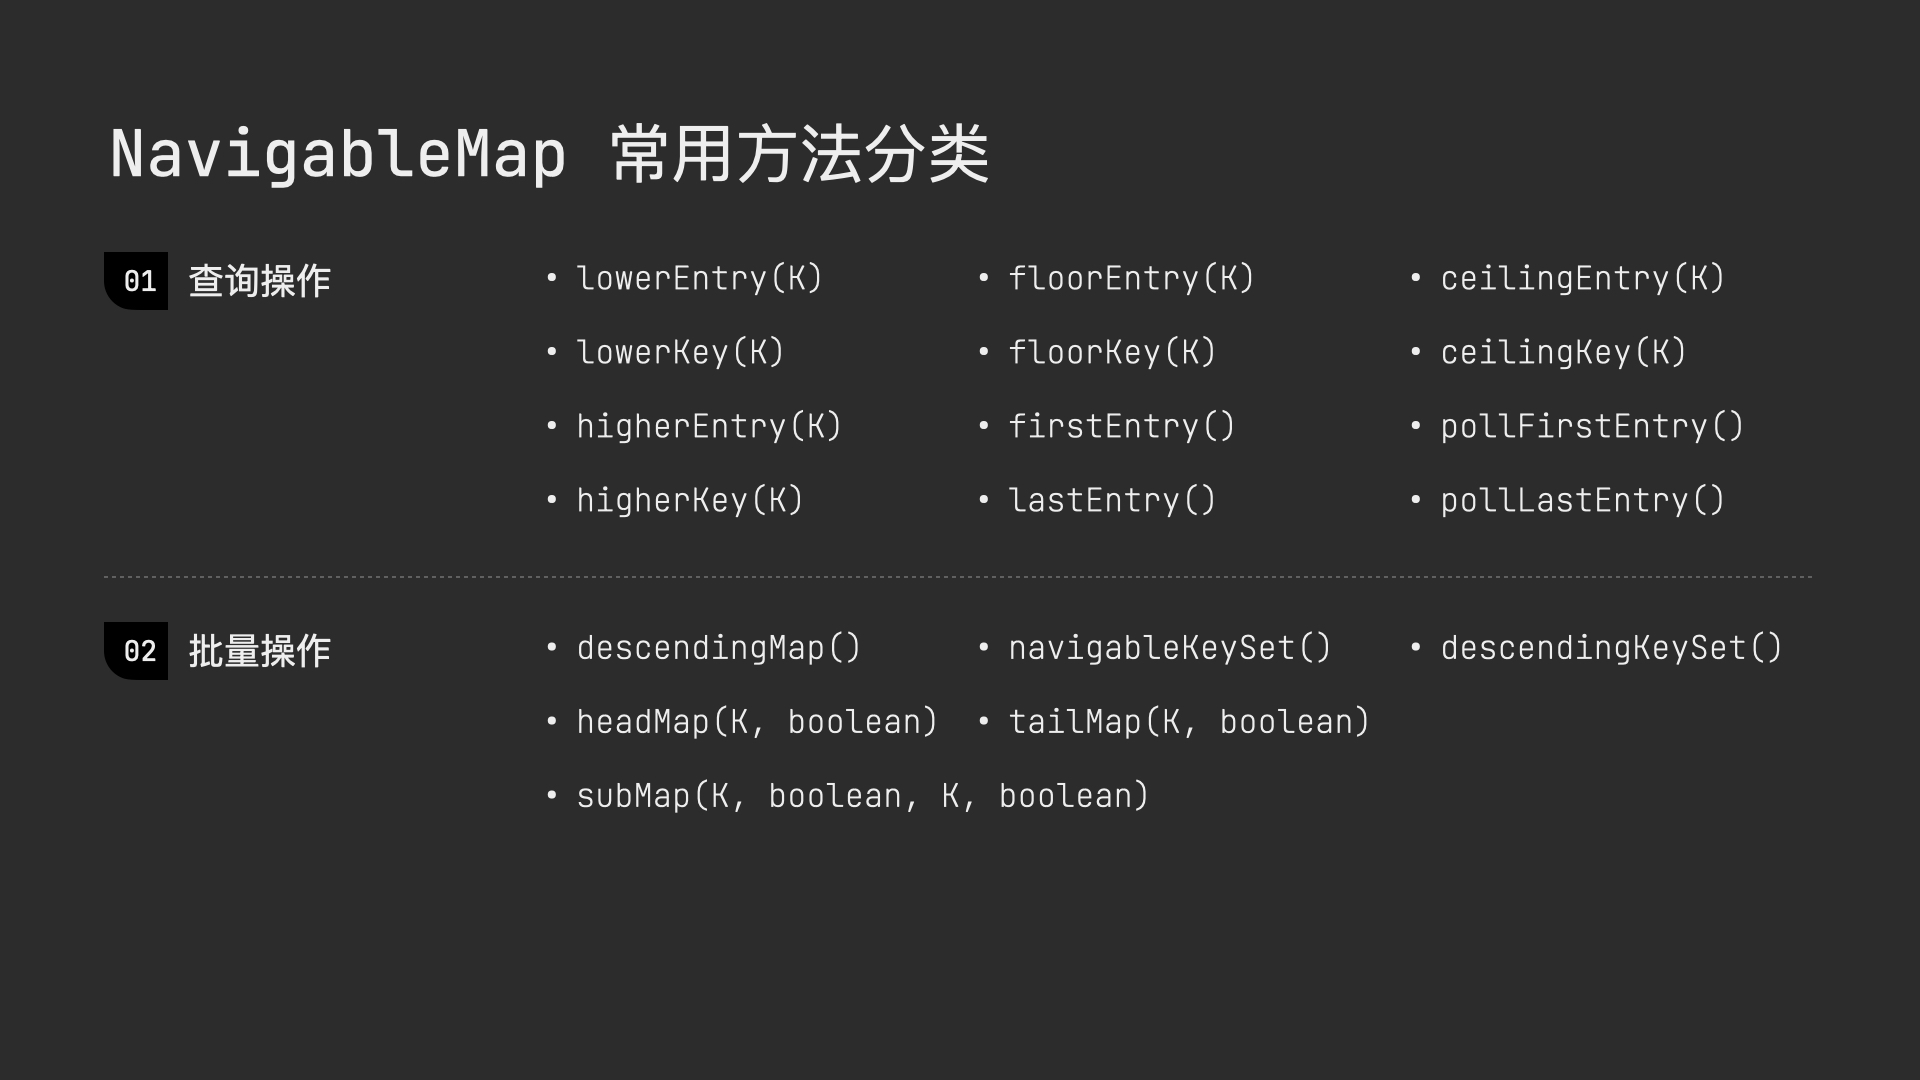 NavigableMap 常用方法分类
01 查询操作
• lowerEntry(K)
• floorEntry(K)
• ceilingEntry(K)
• lowerKey(K)
• floorKey(K)
• ceilingKey(K)
• higherEntry(K)
• firstEntry()
• pollFirstEntry()
• higherKey(K)
• lastEntry()
• pollLastEntry()
02 批量操作
• descendingMap()
• navigableKeySet()
• descendingKeySet()
• headMap(K, boolean)
• tailMap(K, boolean)
• subMap(K, boolean, K, boolean)